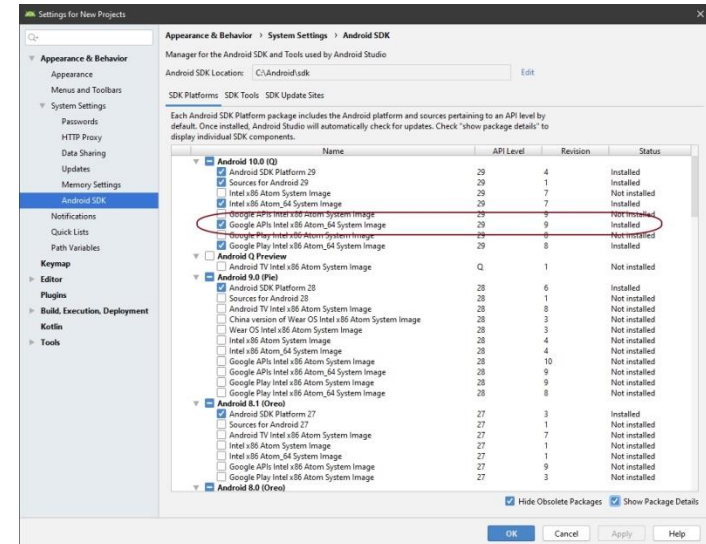 Settings for New Projects
Appearance & Behavior
Appearance
Menus and Toolbars
System Settings
Passwords
HTTP Proxy
Data Sharing
Updates
Memory Settings
Android SDK
Notifications
Quick Lists
Path Variables
Keymap
Editor
Plugins
Build, Execution, Deployment
Kotlin
Tools
Appearance & Behavior > System Settings > Android SDK
Manager for the Android SDK and Tools used by Android Studio
Android SDK Location: C:\Android\sdk Edit
SDK Platforms SDK Tools SDK Update Sites
Each Android SDK Platform package includes the Android platform and sources pertaining to an API level by
default. Once installed, Android Studio will automatically check for updates. Check "show package details" to
display individual SDK components.
Name API Level Revision Status
Android 10.0 (Q)
Android SDK Platform 29 29 4 Installed
Sources for Android 29 29 1 Installed
Intel x86 Atom System Image 29 7 Not installed
Intel x86 Atom_64 System Image 29 7 Installed
Google APIs Intel x86 Atom System Image 29 9 Not installed
Google APIs Intel x86 Atom_64 System Image 29 9 Installed
Google Play Intel x86 Atom System Image 29 8 Not installed
Google Play Intel x86 Atom_64 System Image 29 8 Installed
Android Q Preview
Android TV Intel x86 Atom System Image Q 1 Not installed
Android 9.0 (Pie)
Android SDK Platform 28 28 6 Installed
Sources for Android 28 28 1 Not installed
Android TV Intel x86 Atom System Image 28 8 Not installed
China version of Wear OS Intel x86 Atom System Image 28 3 Not installed
Wear OS Intel x86 Atom System Image 28 3 Not installed
Intel x86 Atom System Image 28 4 Not installed
Intel x86 Atom_64 System Image 28 4 Not installed
Google APIs Intel x86 Atom System Image 28 10 Not installed
Google APIs Intel x86 Atom_64 System Image 28 9 Not installed
Google Play Intel x86 Atom System Image 28 9 Not installed
Google Play Intel x86 Atom_64 System Image 28 8 Not installed
Android 8.1 (Oreo)
Android SDK Platform 27 27 3 Installed
Sources for Android 27 27 1 Not installed
Android TV Intel x86 Atom System Image 27 7 Not installed
Intel x86 Atom System Image 27 1 Not installed
Intel x86 Atom_64 System Image 27 1 Not installed
Google APIs Intel x86 Atom System Image 27 9 Not installed
Google Play Intel x86 Atom System Image 27 3 Not installed
Android 8.0 (Oreo)
Hide Obsolete Packages Show Package Details
OK Cancel Apply Help